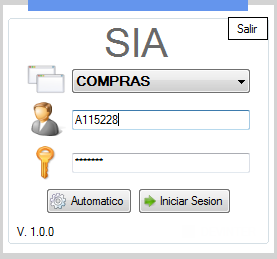 Salir
SIA
COMPRAS
A115228
*******
Automatico
Iniciar Sesion
V. 1.0.0